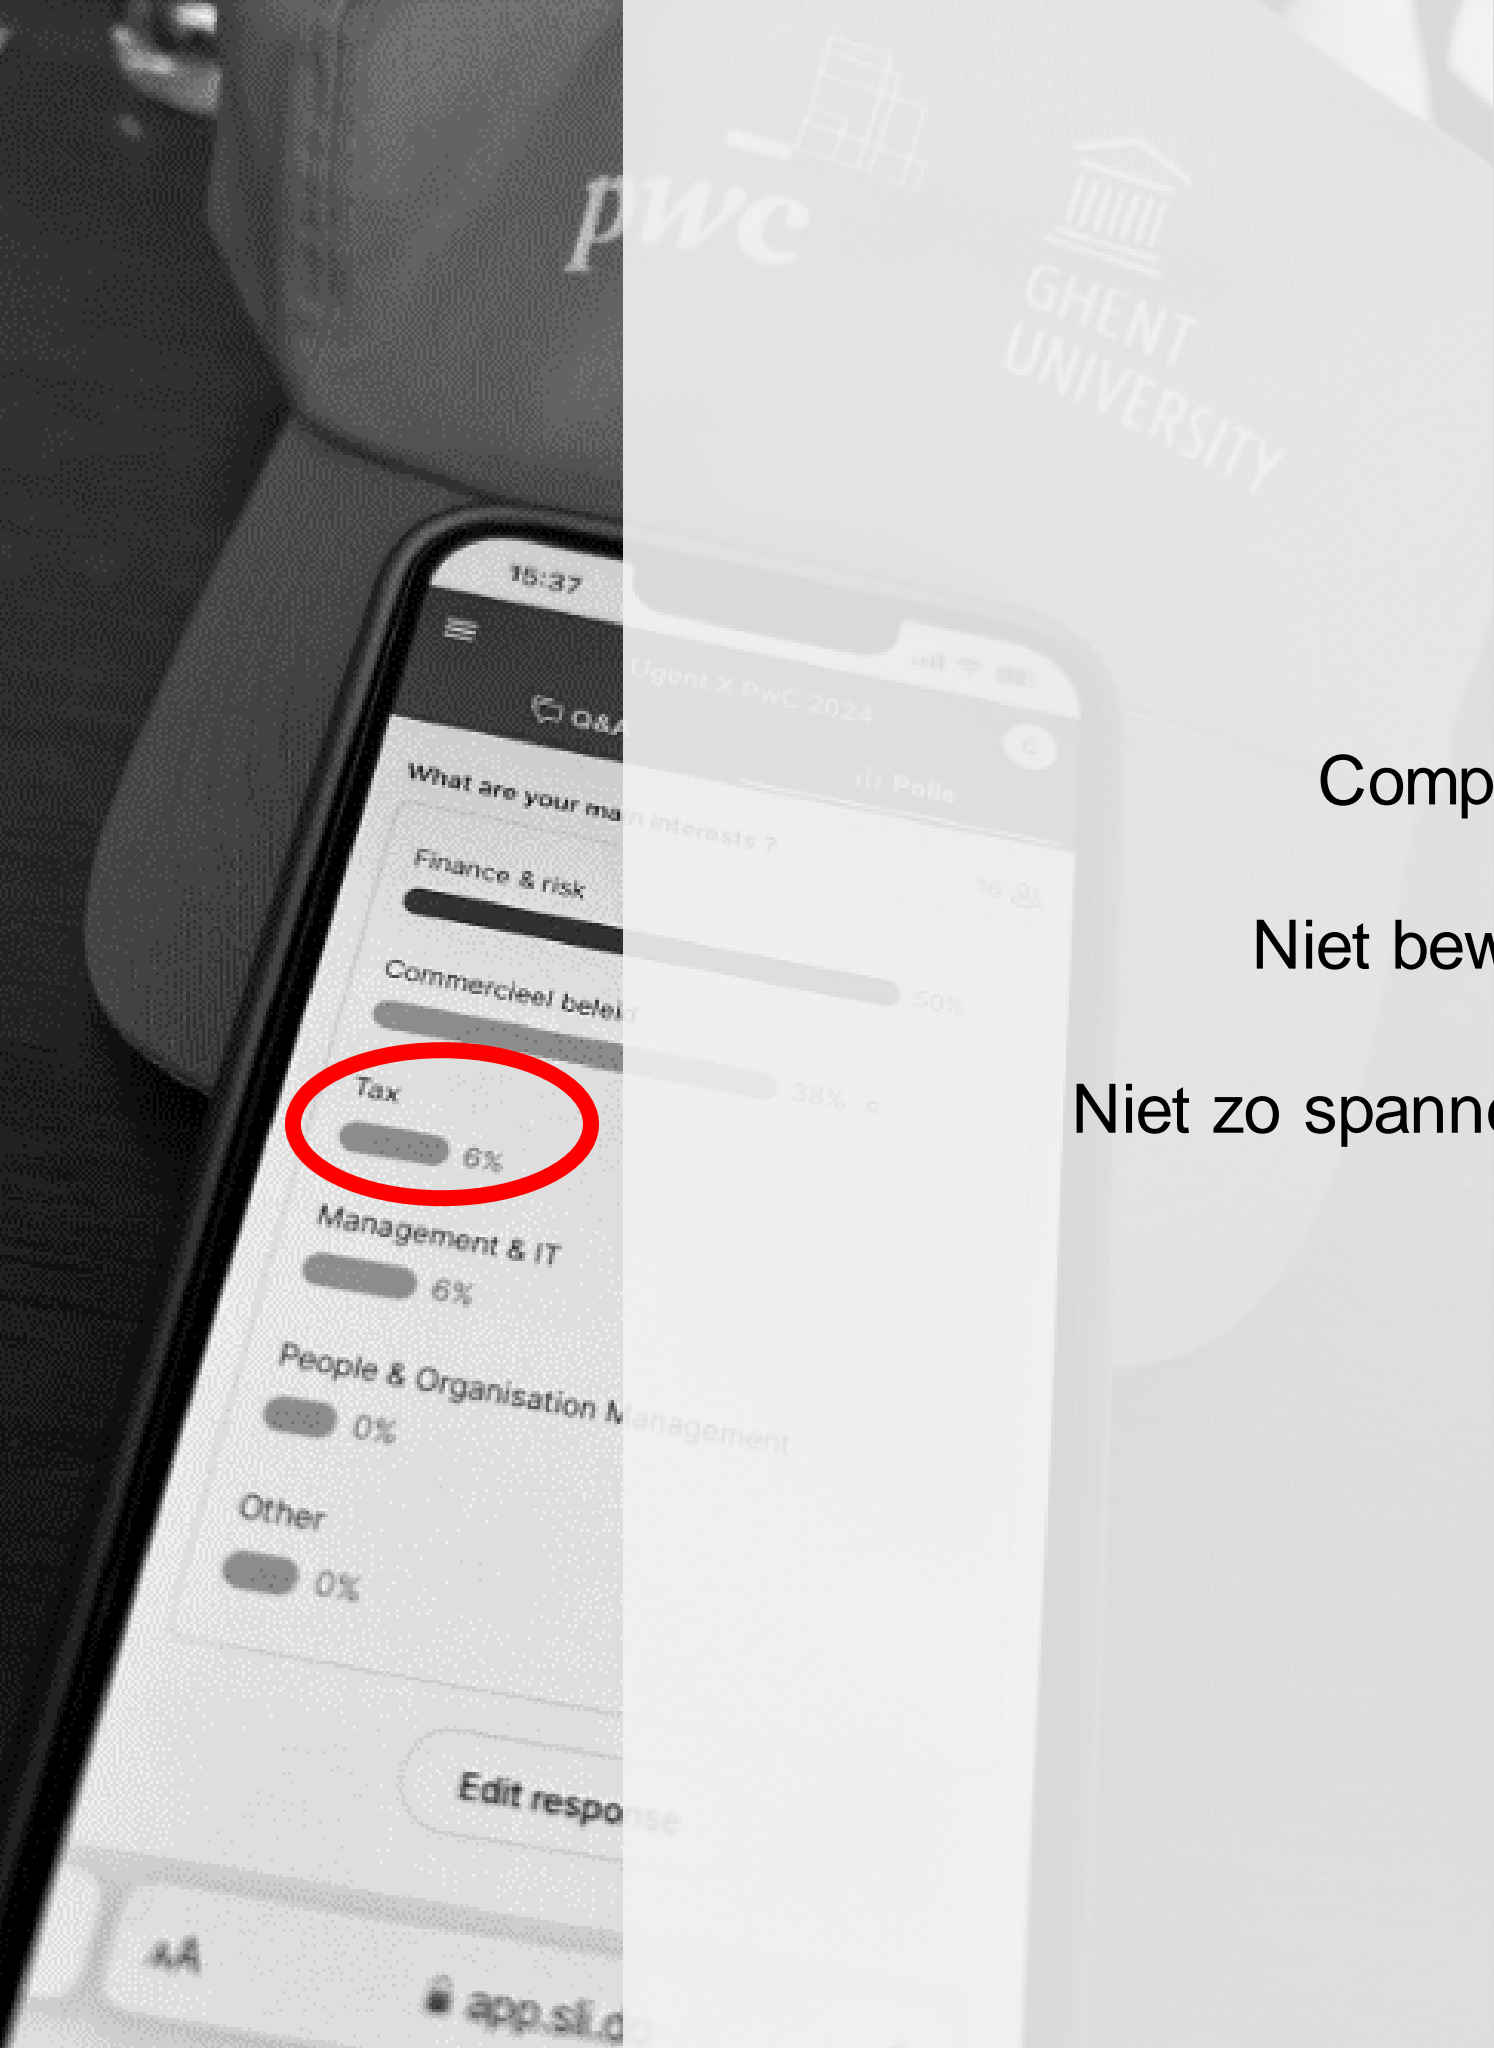 pwc
GHENT
UNIVERSITY
15:37
Ugent X PwC 2024
Q&A
Polls
C
What are your main interests ?
16
Finance & risk
50%
Commercieel beleid
38%
Tax
6%
Management & IT
6%
People & Organisation Management
0%
Other
0%
Edit response
AA
app.sli.do
Comp
Niet bew
Niet zo spanne